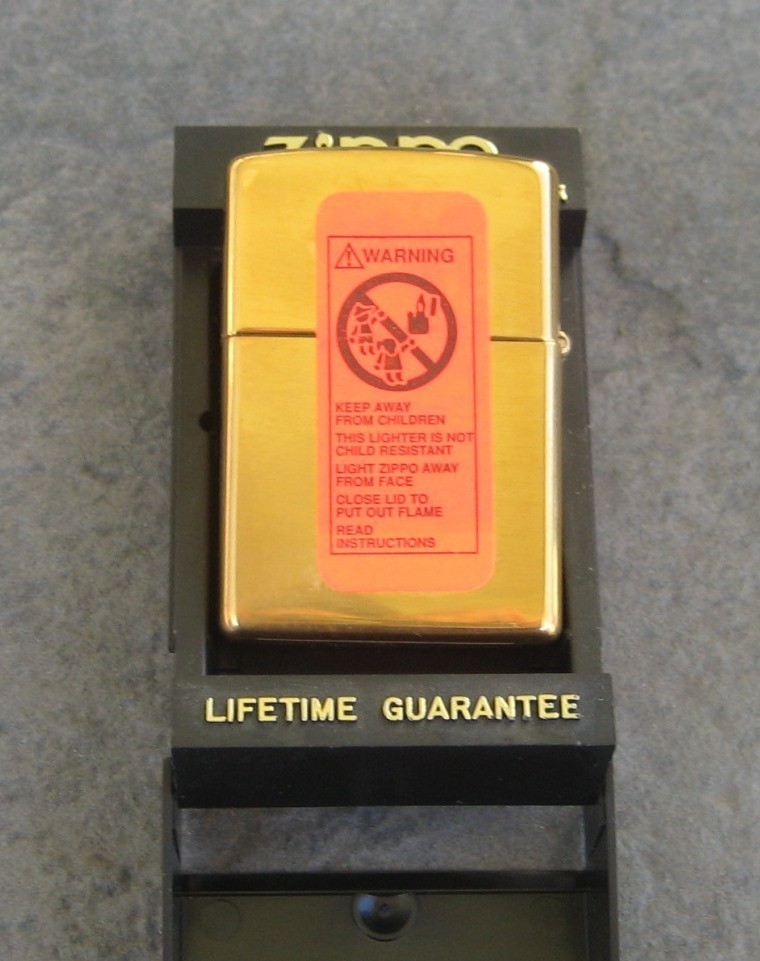 Zippo
WARNING
KEEP AWAY
FROM CHILDREN
THIS LIGHTER IS NOT
CHILD RESISTANT
LIGHT ZIPPO AWAY
FROM FACE
CLOSE LID TO
PUT OUT FLAME
READ
INSTRUCTIONS
LIFETIME GUARANTEE